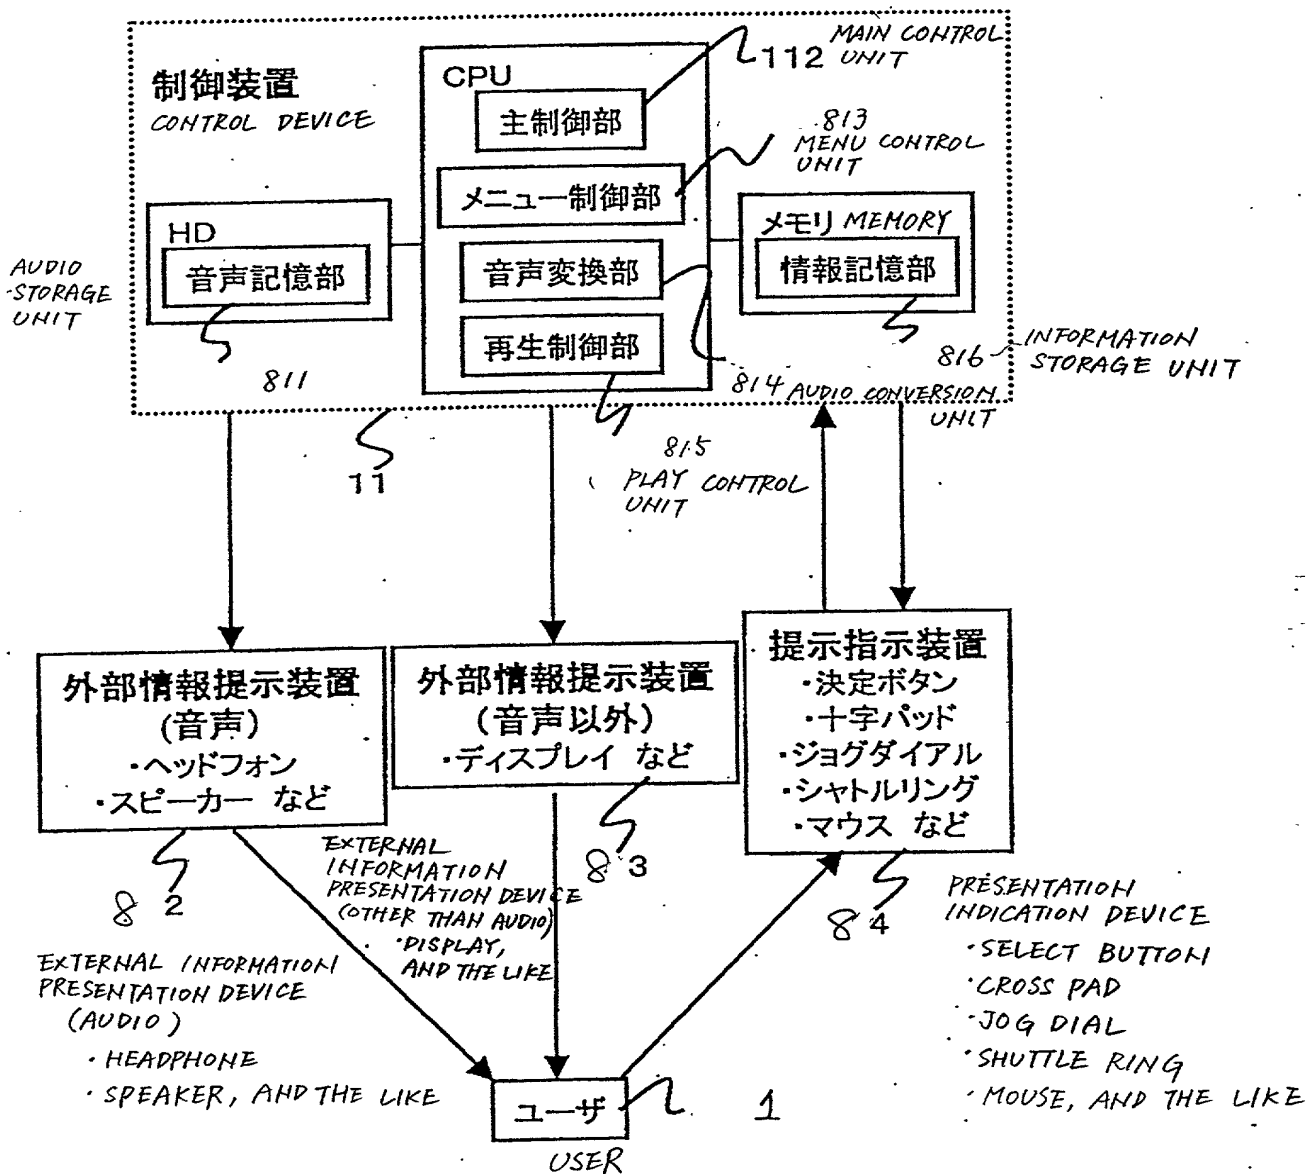 制御装置
CONTROL DEVICE
CPU
主制御部
112
MAIN CONTROL
UNIT
メニュー制御部
813
MENU CONTROL
UNIT
HD
音声記憶部
AUDIO
STORAGE
UNIT
811
音声変換部
814 AUDIO CONVERSION
UNIT
再生制御部
815
PLAY CONTROL
UNIT
メモリ MEMORY
情報記憶部
816
INFORMATION
STORAGE UNIT
11
外部情報提示装置
(音声)
・ヘッドフォン
・スピーカー など
82
EXTERNAL INFORMATION
PRESENTATION DEVICE
(AUDIO)
・HEADPHONE
・SPEAKER, AND THE LIKE
外部情報提示装置
(音声以外)
・ディスプレイ など
83
EXTERNAL
INFORMATION
PRESENTATION DEVICE
(OTHER THAN AUDIO)
・DISPLAY,
AND THE LIKE
提示指示装置
・決定ボタン
・十字パッド
・ジョグダイアル
・シャトルリング
・マウス など
84
PRESENTATION
INDICATION DEVICE
・SELECT BUTTON
・CROSS PAD
・JOG DIAL
・SHUTTLE RING
・MOUSE, AND THE LIKE
ユーザ
1
USER